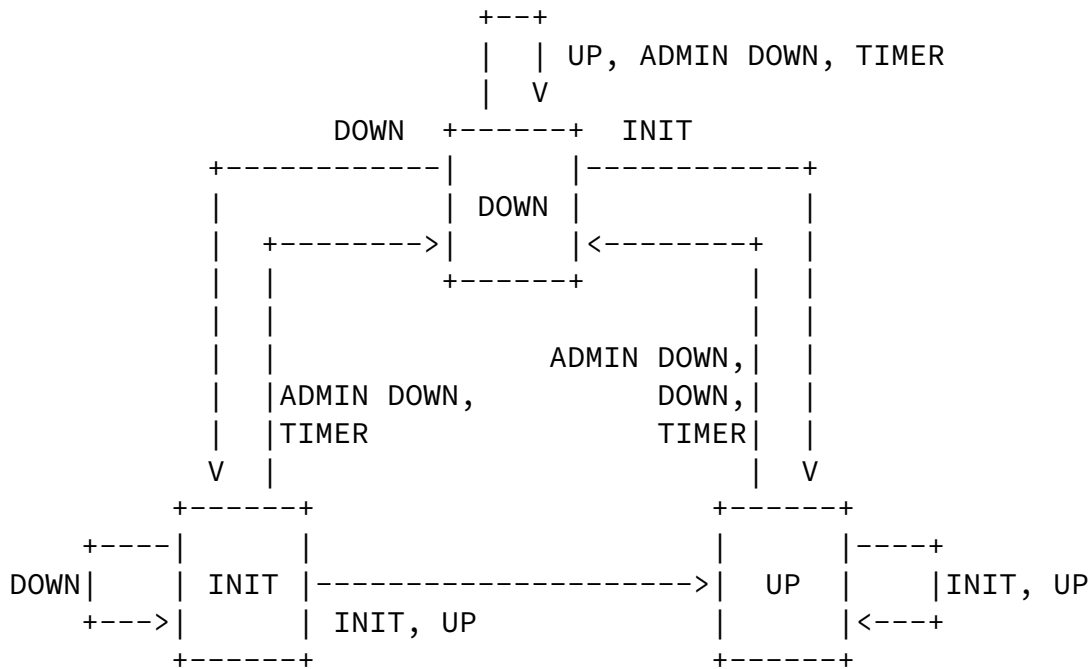 UP, ADMIN DOWN, TIMER
DOWN INIT
DOWN
ADMIN DOWN,
ADMIN DOWN, DOWN,
TIMER TIMER
DOWN INIT UP INIT, UP
INIT, UP